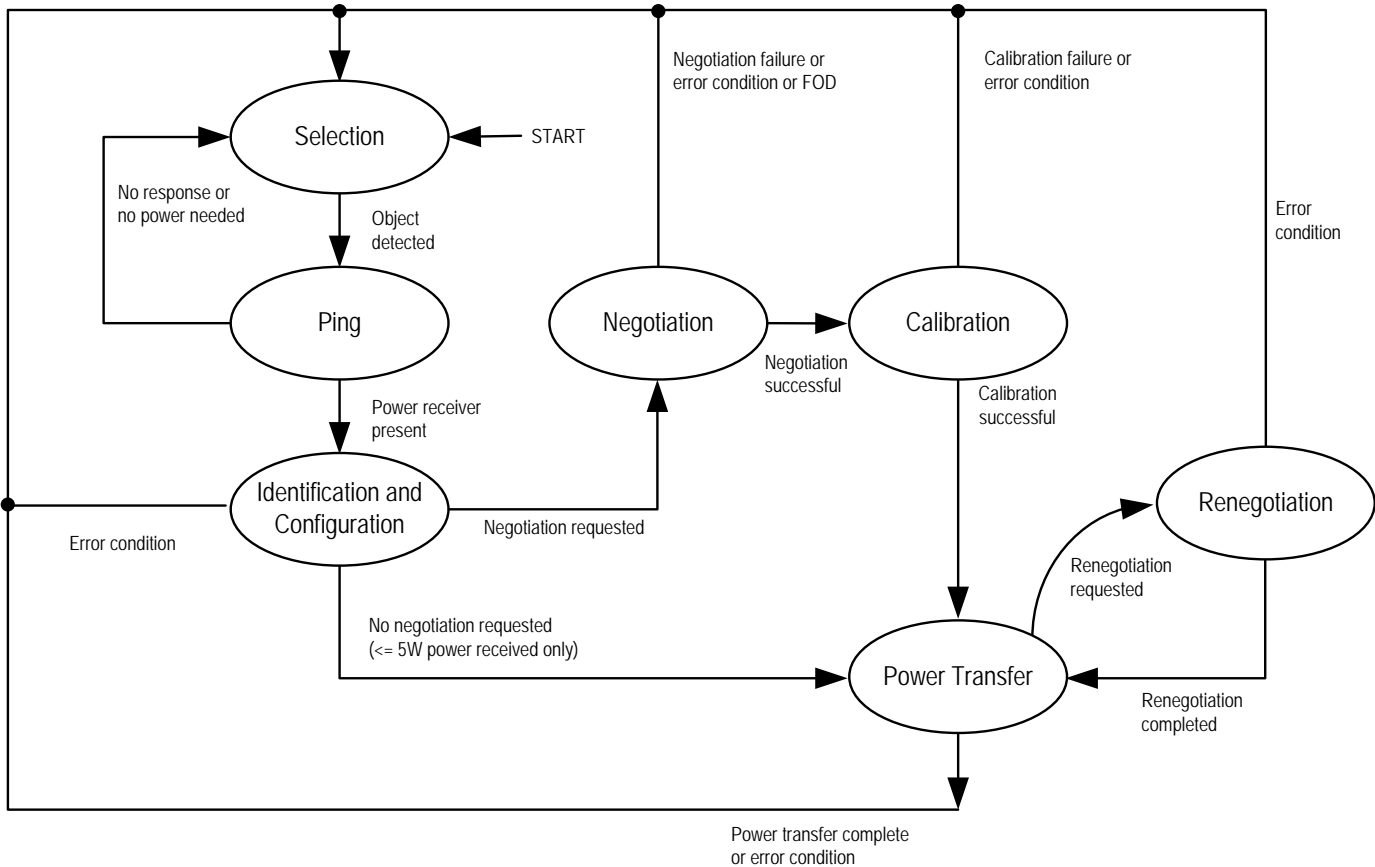 Negotiation failure or
error condition or FOD
Calibration failure or
error condition
Selection
START
No response or
no power needed
Object
detected
Error
condition
Ping
Negotiation
Calibration
Negotiation
successful
Power receiver
present
Calibration
successful
Identification and
Configuration
Renegotiation
Negotiation requested
Error condition
Renegotiation
requested
No negotiation requested
(<= 5W power received only)
Power Transfer
Renegotiation
completed
Power transfer complete
or error condition